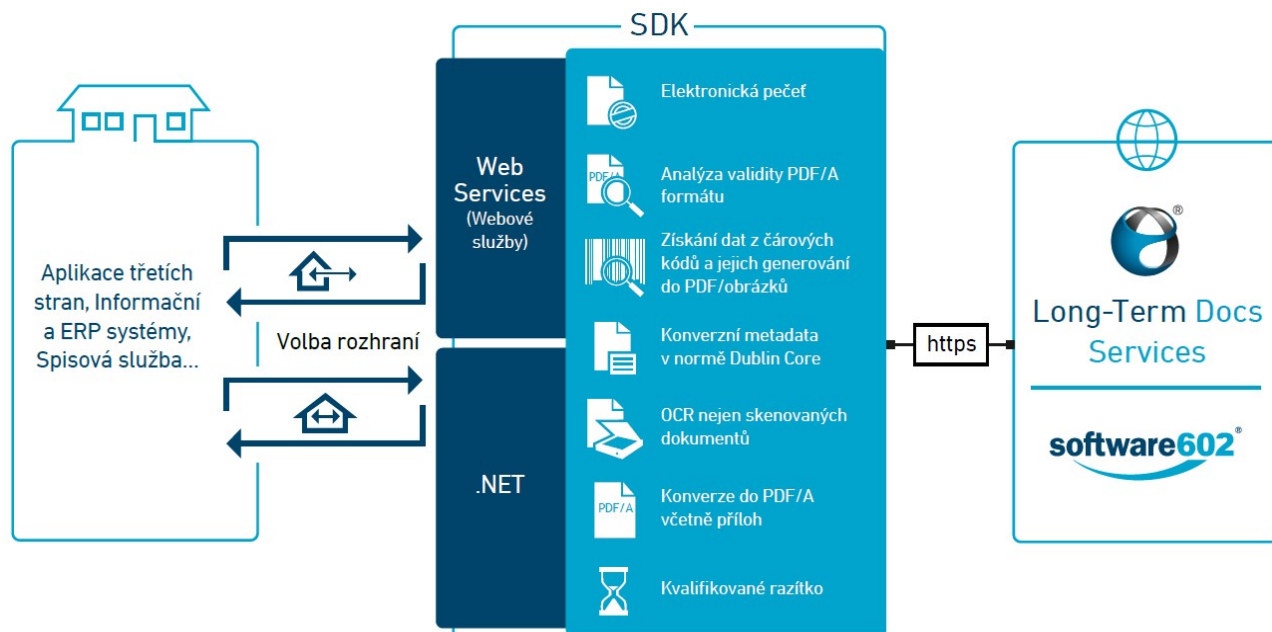 SDK
Aplikace třetích
stran, Informační
a ERP systémy,
Spisová služba...
Volba rozhraní
Web
Services
(Webové
služby)
.NET
Elektronická pečeť
PDF/A
Analýza validity PDF/A
formátu
Získání dat z čárových
kódů a jejich generování
do PDF/obrázků
Konverzní metadata
v normě Dublin Core
OCR nejen skenovaných
dokumentů
PDF/A
Konverze do PDF/A
včetně příloh
Kvalifikované razítko
https
®
Long-Term Docs
Services
software602®